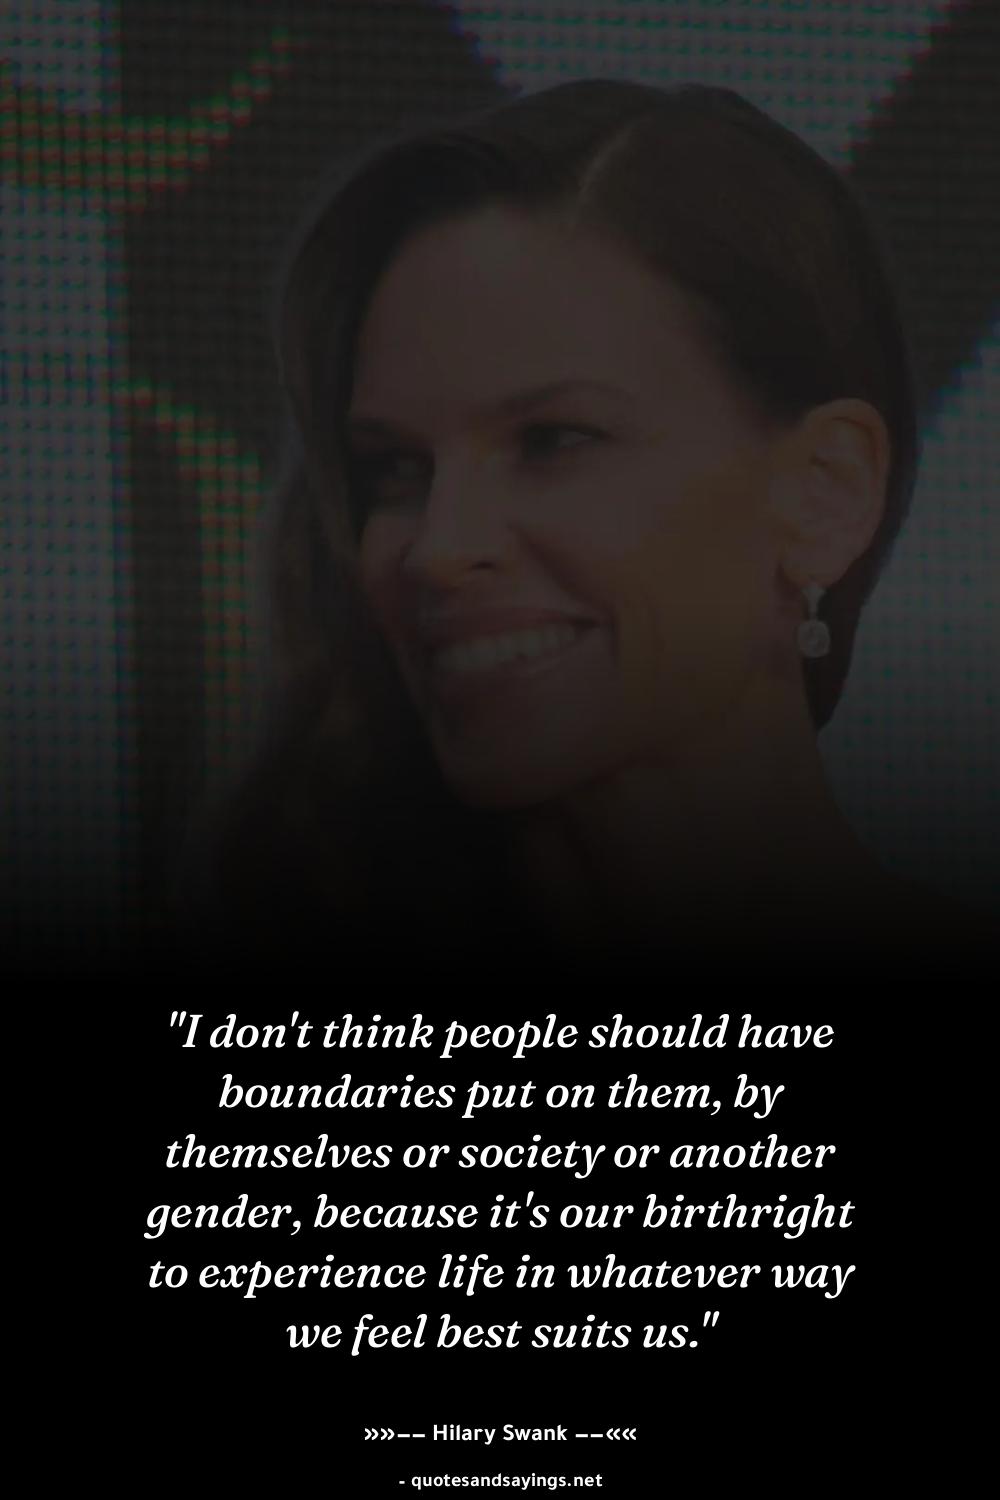 "I don't think people should have
boundaries put on them, by
themselves or society or another
gender, because it's our birthright
to experience life in whatever way
we feel best suits us."
»»−− Hilary Swank −−««
- quotesandsayings.net